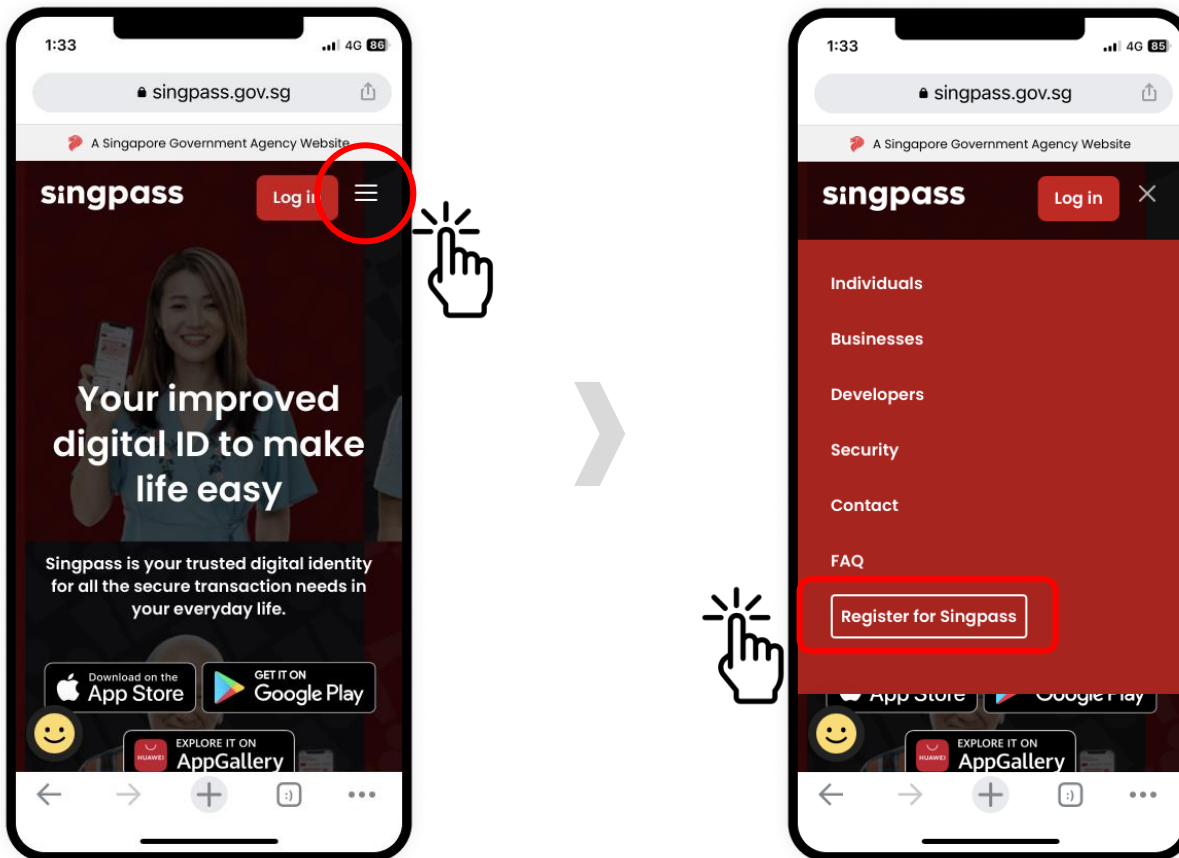 1:33
4G 86
singpass.gov.sg
A Singapore Government Agency Website
singpass
Log in
Your improved
digital ID to make
life easy
Singpass is your trusted digital identity
for all the secure transaction needs in
your everyday life.
Download on the
App Store
GET IT ON
Google Play
HUAWEI
EXPLORE IT ON
AppGallery
:)
1:33
4G 85
singpass.gov.sg
A Singapore Government Agency Website
singpass
Log in
Individuals
Businesses
Developers
Security
Contact
FAQ
Register for Singpass
App Store
Google Play
HUAWEI
EXPLORE IT ON
AppGallery
:)